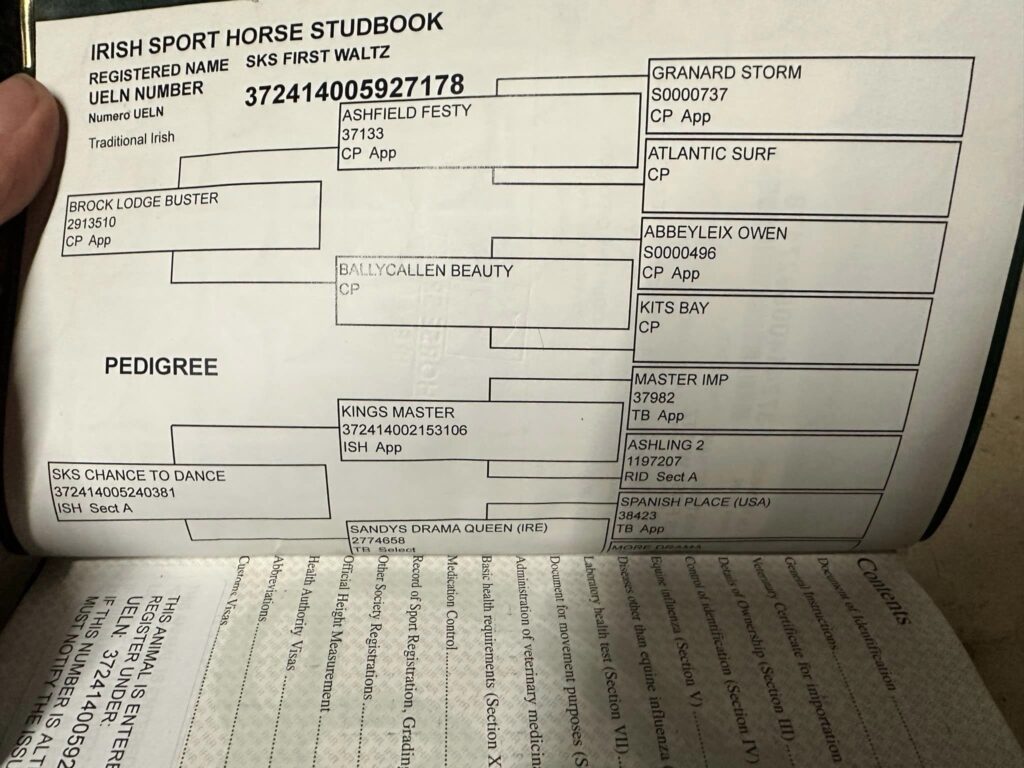 IRISH SPORT HORSE STUDBOOK
REGISTERED NAME SKS FIRST WALTZ
UELN NUMBER 372414005927178
Numero UELN
Traditional Irish
BROCK LODGE BUSTER
2913510
CP App
ASHFIELD FESTY
37133
CP App
GRANARD STORM
S0000737
CP App
ATLANTIC SURF
CP
BALLYCALLEN BEAUTY
CP
ABBEYLEIX OWEN
S0000496
CP App
KITS BAY
CP
PEDIGREE
SKS CHANCE TO DANCE
372414005240381
ISH Sect A
KINGS MASTER
372414002153106
ISH App
MASTER IMP
37982
TB App
ASHLING 2
1197207
RID Sect A
SANDYS DRAMA QUEEN (IRE)
2774658
TB Select
SPANISH PLACE (USA)
38423
TB App
MORE DRAMA
Contents
Document of Identification
General Instructions
Veterinary Certificate for importation
Details of Ownership (Section III)
Control of identification (Section IV)
Equine influenza (Section V)
Diseases other than equine influenza
Laboratory health test (Section VII)
Document for movement purposes
Administration of veterinary
Basic health requirements (Section
Medication Control
Record of Sport Registration,
Other Society Registrations
Official Height Measurement
Health Authority Visas
Abbreviations
Customs Visas
THIS ANIMAL IS
REGISTER UNDER:
UELN: 37241400592
IF THIS NUMBER IS
MUST NOTIFY THE